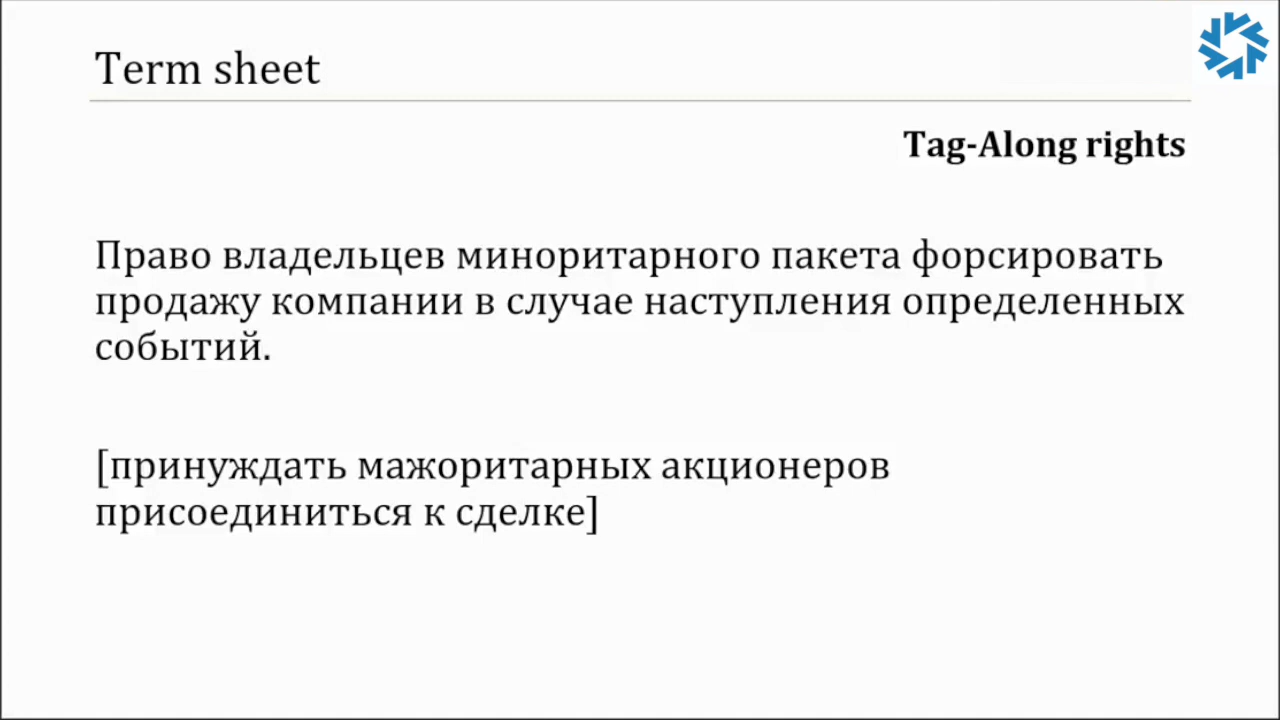 Term sheet
Tag-Along rights
Право владельцев миноритарного пакета форсировать
продажу компании в случае наступления определенных
событий.
[принуждать мажоритарных акционеров
присоединиться к сделке]